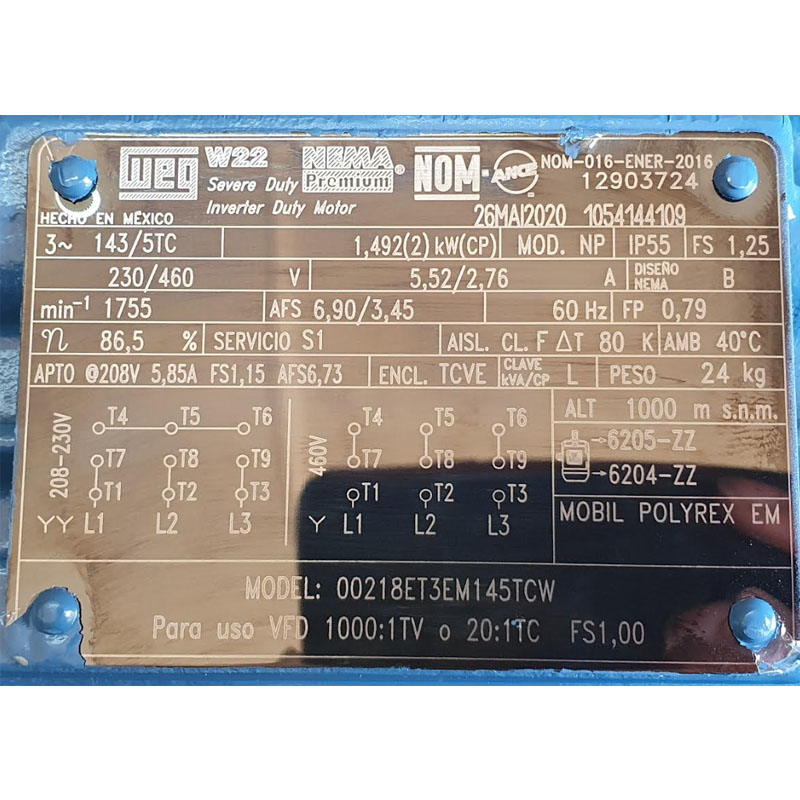 WEG W22 NEMA Premium® NOM-ANCE NOM-016-ENER-2016
Severe Duty 12903724
Inverter Duty Motor
HECHO EN MÉXICO 26MAI2020 1054144109
3~ 143/5TC 1,492(2) kW(CP) MOD. NP IP55 FS 1,25
230/460 V 5,52/2,76 A DISEÑO NEMA B
min⁻¹ 1755 AFS 6,90/3,45 60 Hz FP 0,79
η 86,5 % SERVICIO S1 AISL. CL. F ΔT 80 K AMB 40°C
APTO @208V 5,85A FS1,15 AFS6,73 ENCL. TCVE CLAVE kVA/CP L PESO 24 kg
208-230V
T4 T5 T6
T7 T8 T9
T1 T2 T3
YY L1 L2 L3
460V
T4 T5 T6
T7 T8 T9
T1 T2 T3
Y L1 L2 L3
ALT 1000 m s.n.m.
6205-ZZ
6204-ZZ
MOBIL POLYREX EM
MODEL: 00218ET3EM145TCW
Para uso VFD 1000:1TV o 20:1TC FS1,00